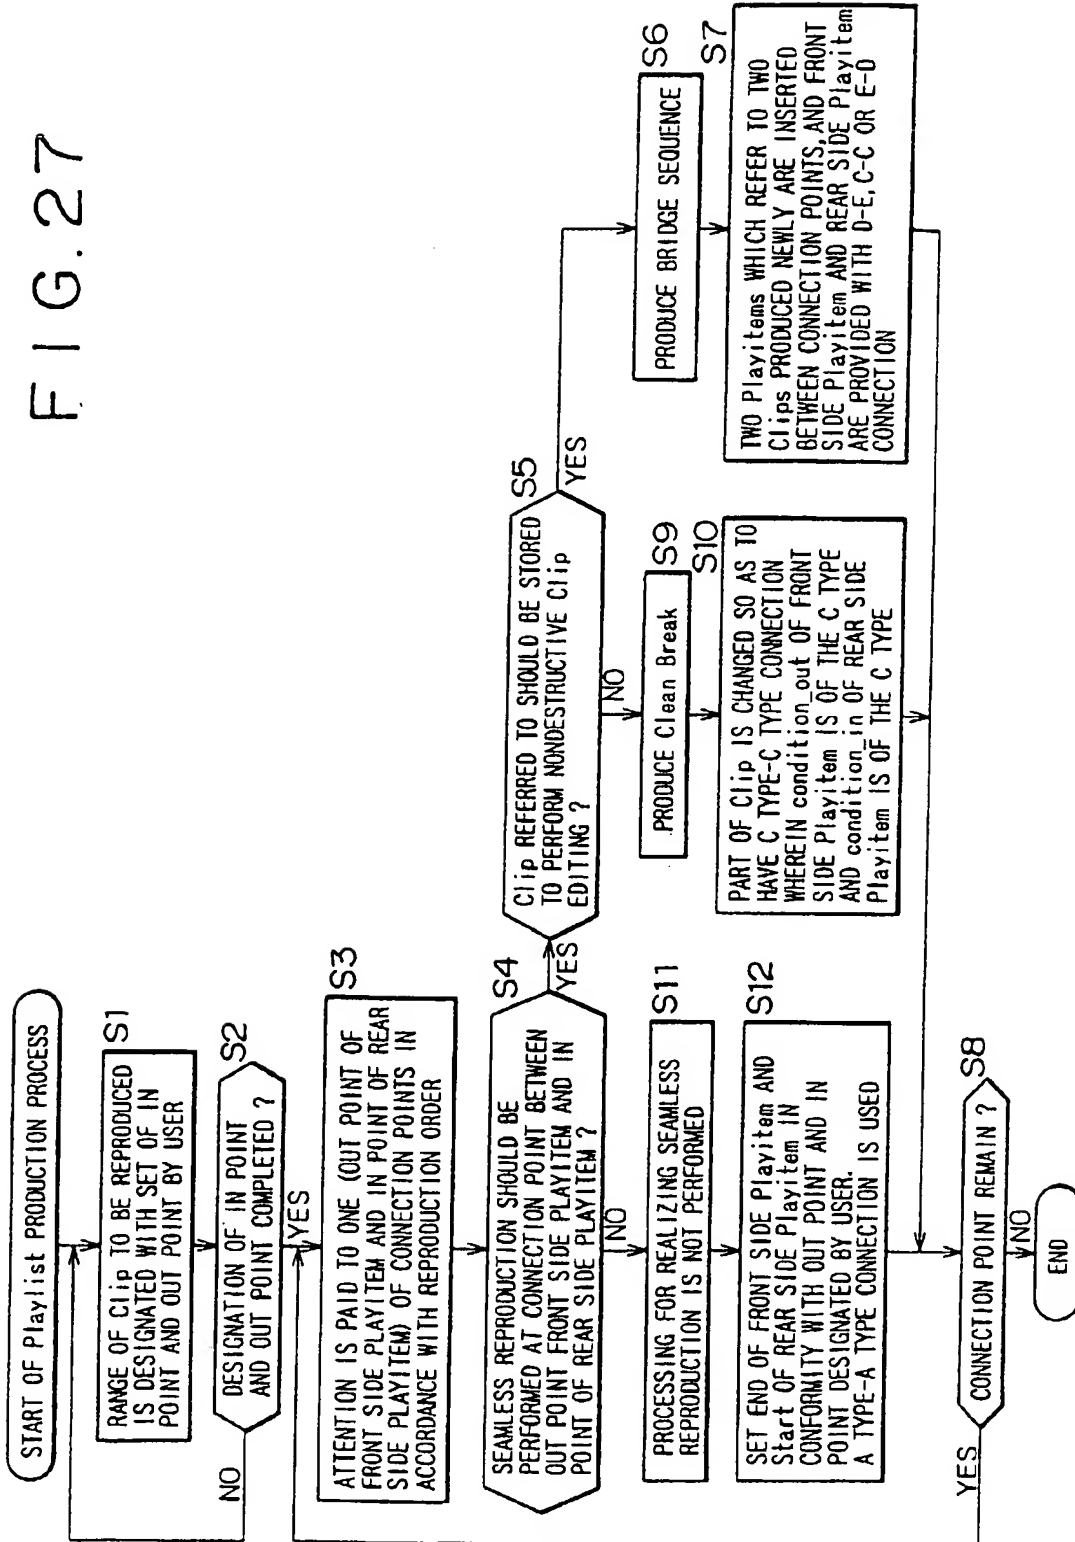 FIG.27
START OF Playlist PRODUCTION PROCESS
S1
RANGE OF Clip TO BE REPRODUCED
IS DESIGNATED WITH SET OF IN
POINT AND OUT POINT BY USER
S2
DESIGNATION OF IN POINT
AND OUT POINT COMPLETED ?
NO
YES
S3
ATTENTION IS PAID TO ONE (OUT POINT OF
FRONT SIDE PLAYITEM AND IN POINT OF REAR
SIDE PLAYITEM) OF CONNECTION POINTS IN
ACCORDANCE WITH REPRODUCTION ORDER
S4
SEAMLESS REPRODUCTION SHOULD BE
PERFORMED AT CONNECTION POINT BETWEEN
OUT POINT FRONT SIDE PLAYITEM AND IN
POINT OF REAR SIDE PLAYITEM ?
YES
NO
S5
Clip REFERRED TO SHOULD BE STORED
TO PERFORM NONDESTRUCTIVE Clip
EDITING ?
YES
NO
S6
PRODUCE BRIDGE SEQUENCE
S7
TWO Playitems WHICH REFER TO TWO
Clips PRODUCED NEWLY ARE INSERTED
BETWEEN CONNECTION POINTS, AND FRONT
SIDE Playitem AND REAR SIDE Playitem
ARE PROVIDED WITH D-E, C-C OR E-D
CONNECTION
S9
PRODUCE Clean Break
S10
PART OF Clip IS CHANGED SO AS TO
HAVE C TYPE-C TYPE CONNECTION
WHEREIN condition_out OF FRONT
SIDE Playitem IS OF THE C TYPE
AND condition_in OF REAR SIDE
Playitem IS OF THE C TYPE
S11
PROCESSING FOR REALIZING SEAMLESS
REPRODUCTION IS NOT PERFORMED
S12
SET END OF FRONT SIDE Playitem AND
Start OF REAR SIDE Playitem IN
CONFORMITY WITH OUT POINT AND IN
POINT DESIGNATED BY USER.
A TYPE-A TYPE CONNECTION IS USED
S8
CONNECTION POINT REMAIN ?
YES
NO
END